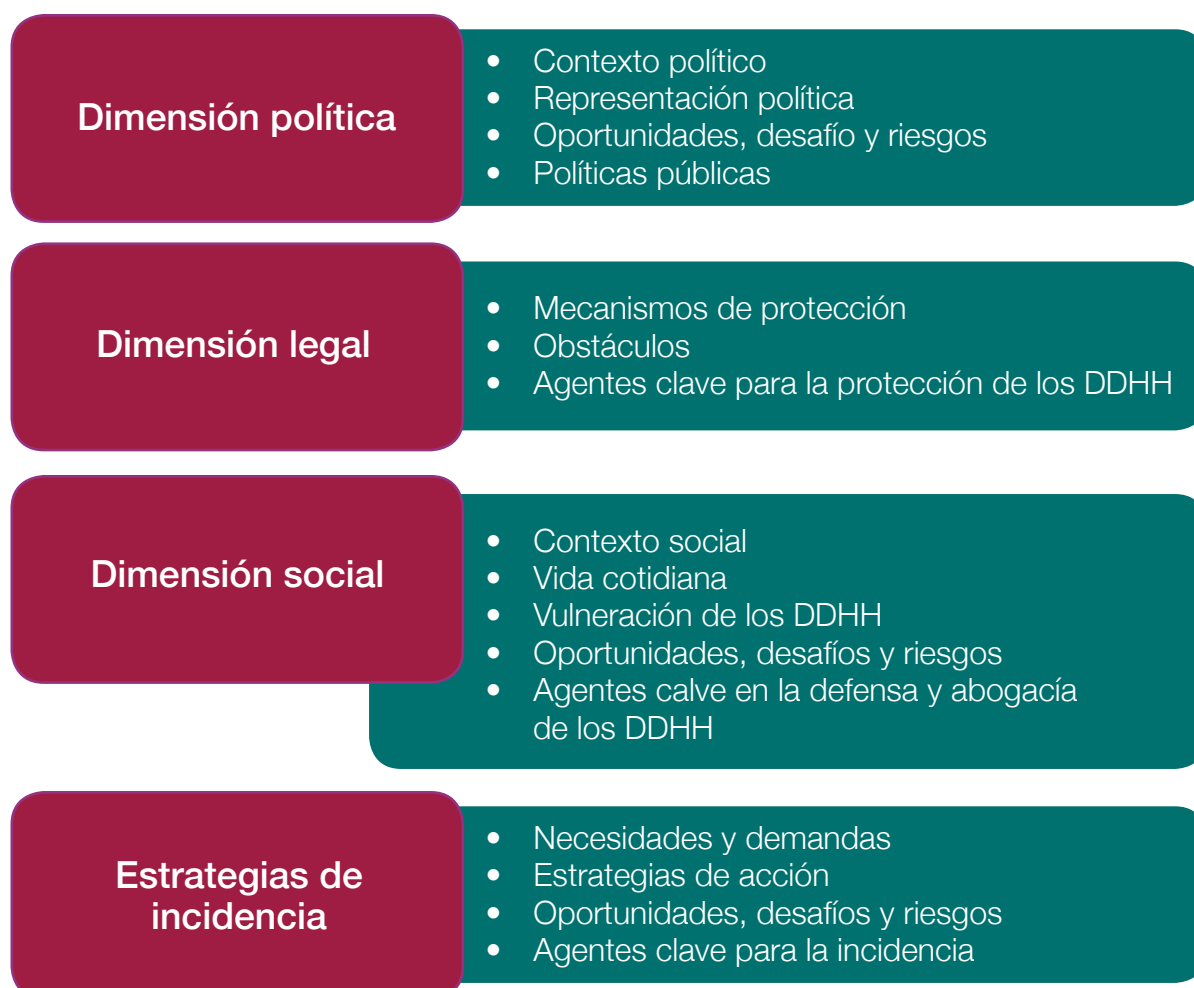 Dimensión política
• Contexto político
• Representación política
• Oportunidades, desafío y riesgos
• Políticas públicas
Dimensión legal
• Mecanismos de protección
• Obstáculos
• Agentes clave para la protección de los DDHH
Dimensión social
• Contexto social
• Vida cotidiana
• Vulneración de los DDHH
• Oportunidades, desafíos y riesgos
• Agentes calve en la defensa y abogacía
de los DDHH
Estrategias de
incidencia
• Necesidades y demandas
• Estrategias de acción
• Oportunidades, desafíos y riesgos
• Agentes clave para la incidencia